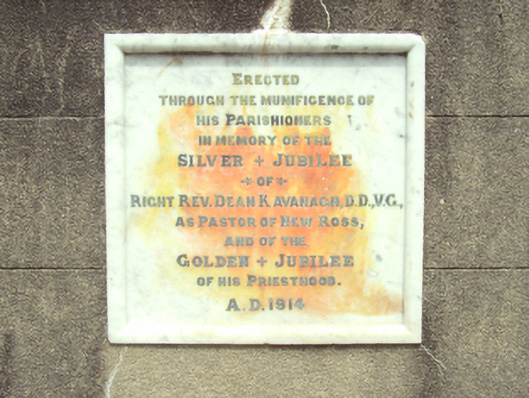 ERECTED
THROUGH THE MUNIFICENCE OF
HIS PARISHIONERS
IN MEMORY OF THE
SILVER + JUBILEE
+ OF +
RIGHT REV. DEAN KAVANAGH, D.D., V.G.,
AS PASTOR OF NEW ROSS,
AND OF THE
GOLDEN + JUBILEE
OF HIS PRIESTHOOD.
A.D. 1914